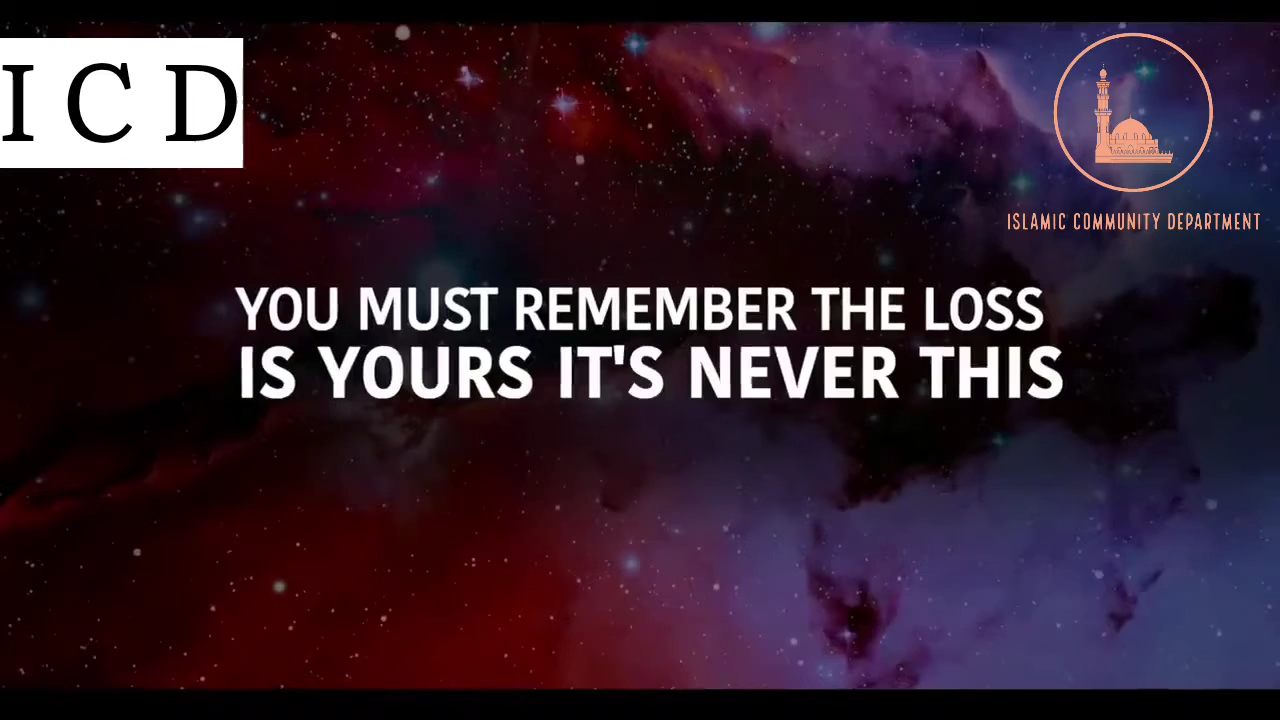 I C D
ISLAMIC COMMUNITY DEPARTMENT
YOU MUST REMEMBER THE LOSS
IS YOURS IT'S NEVER THIS